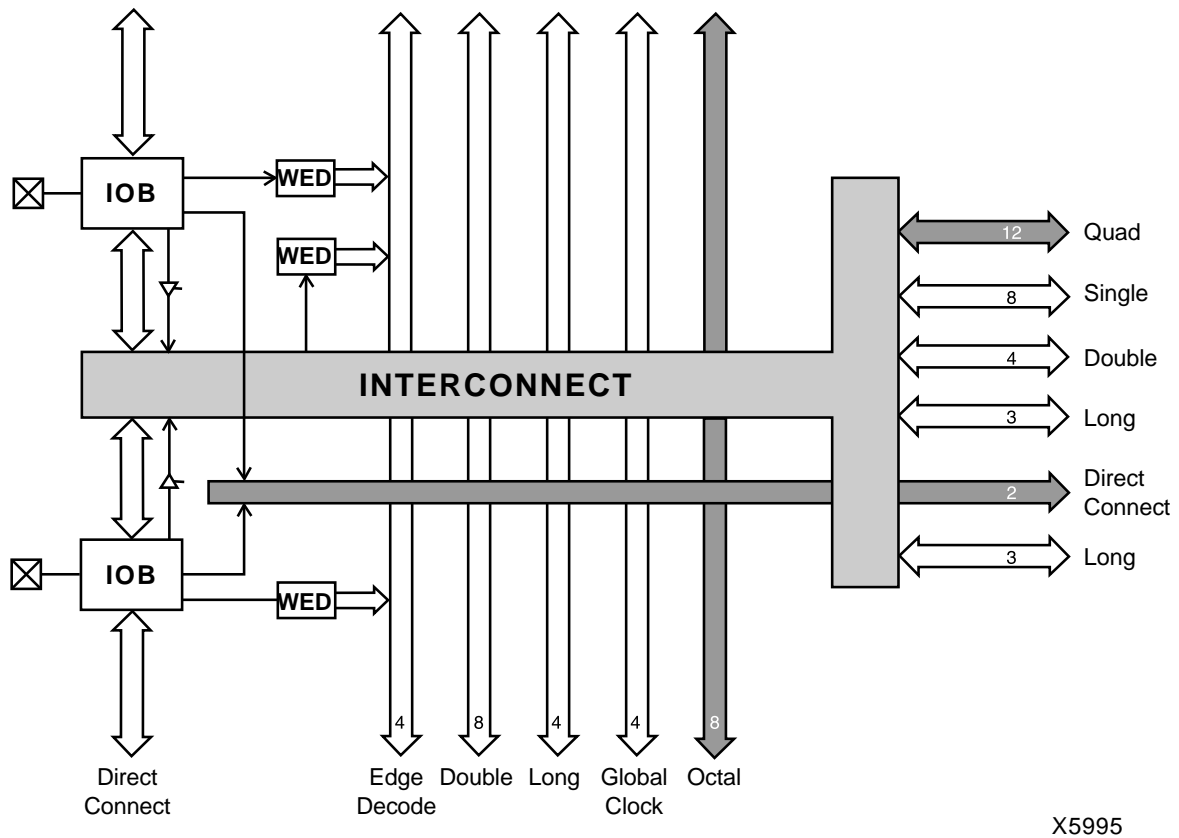 IOB
WED
12
Quad
WED
8
Single
4
Double
INTERCONNECT
3
Long
2
Direct
Connect
3
Long
IOB
WED
4
8
4
4
8
Direct
Connect
Edge
Decode
Double
Long
Global
Clock
Octal
X5995